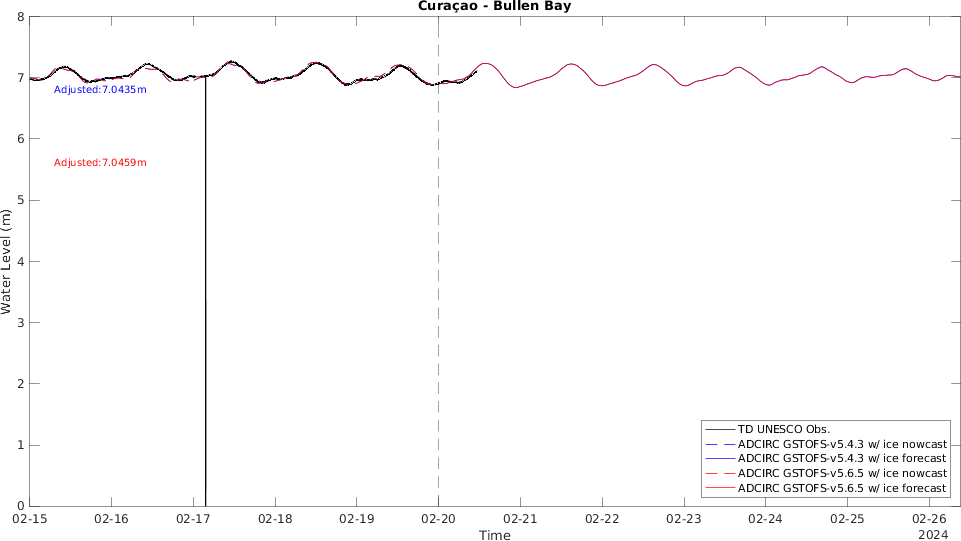 Curaçao - Bullen Bay
8
7
6
5
4
3
2
1
0
Water Level (m)
Adjusted:7.0435m
Adjusted:7.0459m
TD UNESCO Obs.
ADCIRC GSTOFS-v5.4.3 w/ ice nowcast
ADCIRC GSTOFS-v5.4.3 w/ ice forecast
ADCIRC GSTOFS-v5.6.5 w/ ice nowcast
ADCIRC GSTOFS-v5.6.5 w/ ice forecast
02-15 02-16 02-17 02-18 02-19 02-20 02-21 02-22 02-23 02-24 02-25 02-26
Time
2024